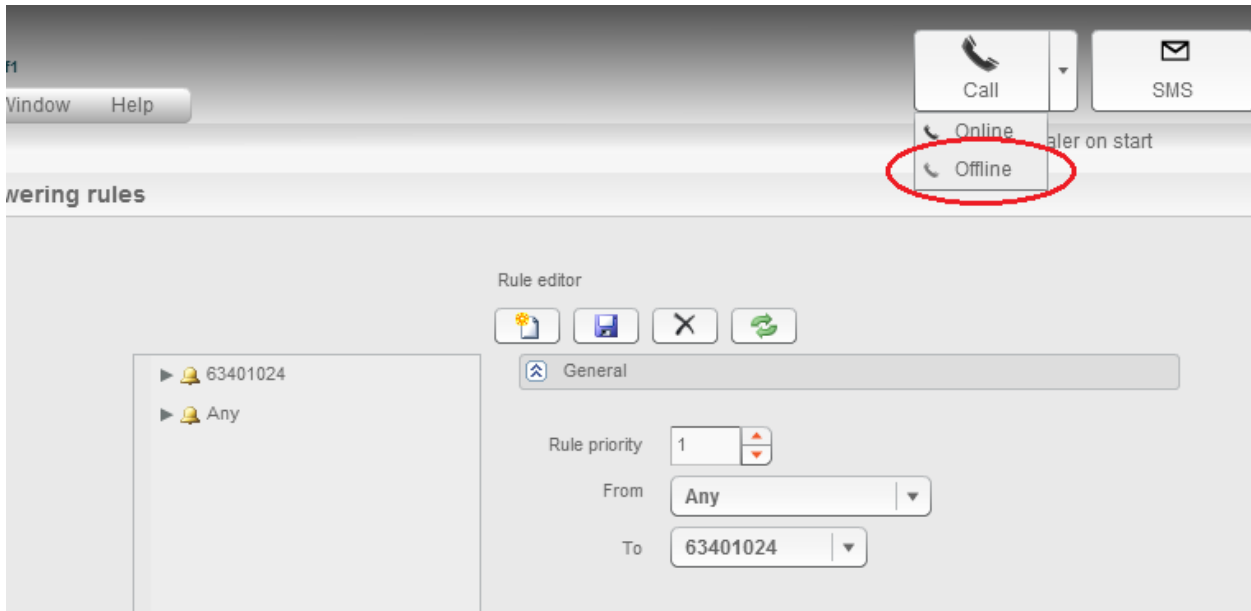 f1
Window Help
Call
SMS
Online
Offline
aler on start
wering rules
Rule editor
63401024
Any
General
Rule priority 1
From Any
To 63401024